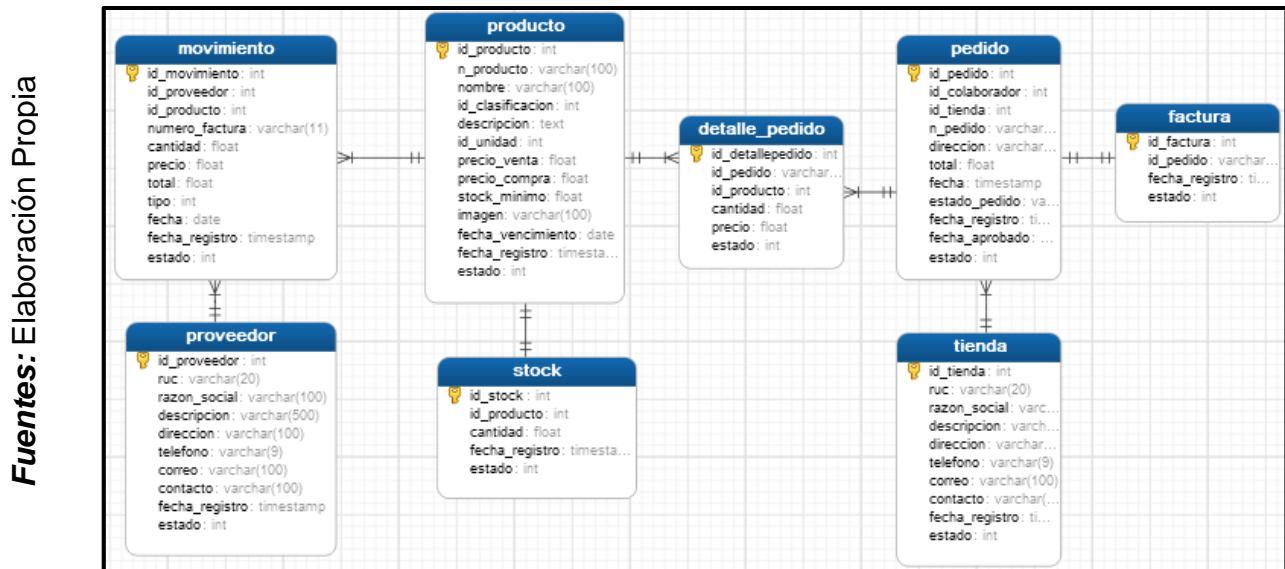 Fuentes: Elaboración Propia
movimiento
id_movimiento: int
id_proveedor: int
id_producto: int
numero_factura: varchar(11)
cantidad: float
precio: float
total: float
tipo: int
fecha: date
fecha_registro: timestamp
estado: int
producto
id_producto: int
n_producto: varchar(100)
nombre: varchar(100)
id_clasificacion: int
descripcion: text
id_unidad: int
precio_venta: float
precio_compra: float
stock_minimo: float
imagen: varchar(100)
fecha_vencimiento: date
fecha_registro: timesta...
estado: int
detalle_pedido
id_detallepedido: int
id_pedido: varchar...
id_producto: int
cantidad: float
precio: float
estado: int
pedido
id_pedido: int
id_colaborador: int
id_tienda: int
n_pedido: varchar...
direccion: varchar...
total: float
fecha: timestamp
estado_pedido: va...
fecha_registro: ti...
fecha_aprobado: ...
estado: int
factura
id_factura: int
id_pedido: varchar...
fecha_registro: ti...
estado: int
proveedor
id_proveedor: int
ruc: varchar(20)
razon_social: varchar(100)
descripcion: varchar(500)
direccion: varchar(100)
telefono: varchar(9)
correo: varchar(100)
contacto: varchar(100)
fecha_registro: timestamp
estado: int
stock
id_stock: int
id_producto: int
cantidad: float
fecha_registro: timesta...
estado: int
tienda
id_tienda: int
ruc: varchar(20)
razon_social: varc...
descripcion: varch...
direccion: varchar...
telefono: varchar(9)
correo: varchar(100)
contacto: varchar(...
fecha_registro: ti...
estado: int